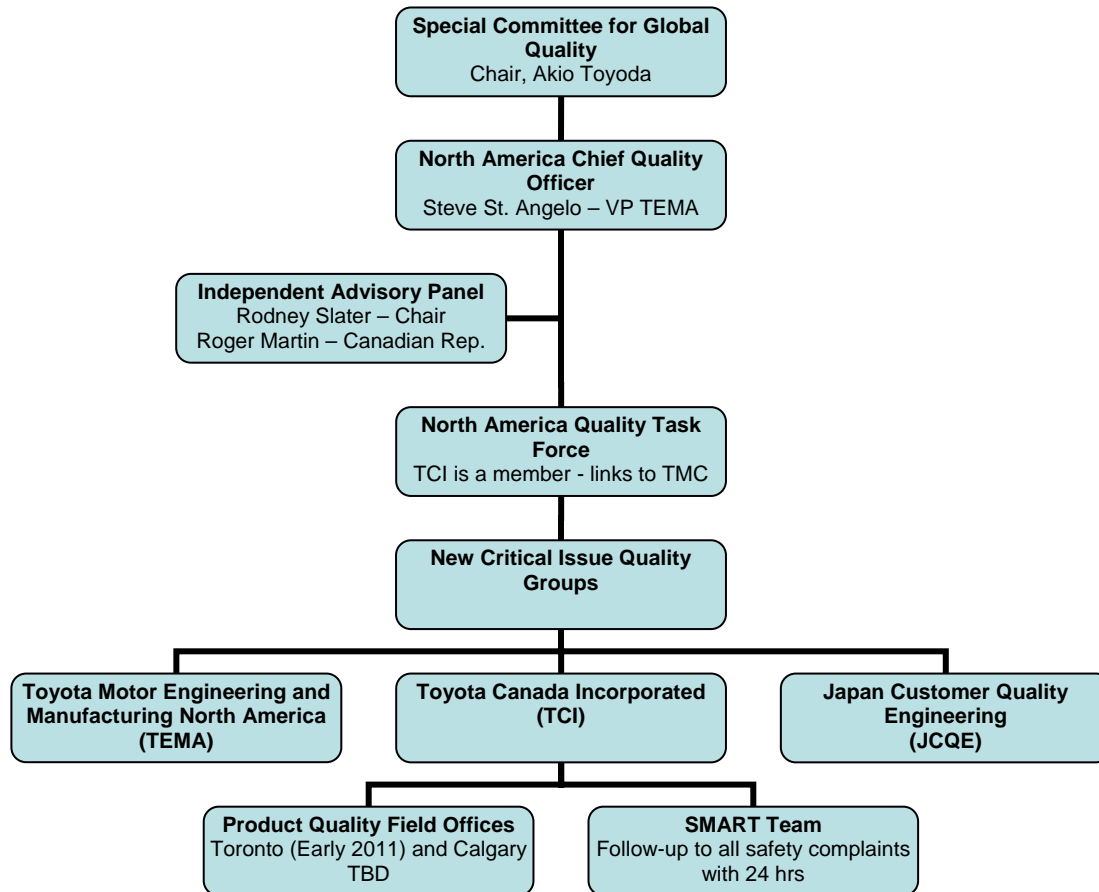 Special Committee for Global
Quality
Chair, Akio Toyoda
North America Chief Quality
Officer
Steve St. Angelo – VP TEMA
Independent Advisory Panel
Rodney Slater – Chair
Roger Martin – Canadian Rep.
North America Quality Task
Force
TCI is a member - links to TMC
New Critical Issue Quality
Groups
Toyota Motor Engineering and
Manufacturing North America
(TEMA)
Toyota Canada Incorporated
(TCI)
Japan Customer Quality
Engineering
(JCQE)
Product Quality Field Offices
Toronto (Early 2011) and Calgary
TBD
SMART Team
Follow-up to all safety complaints
with 24 hrs